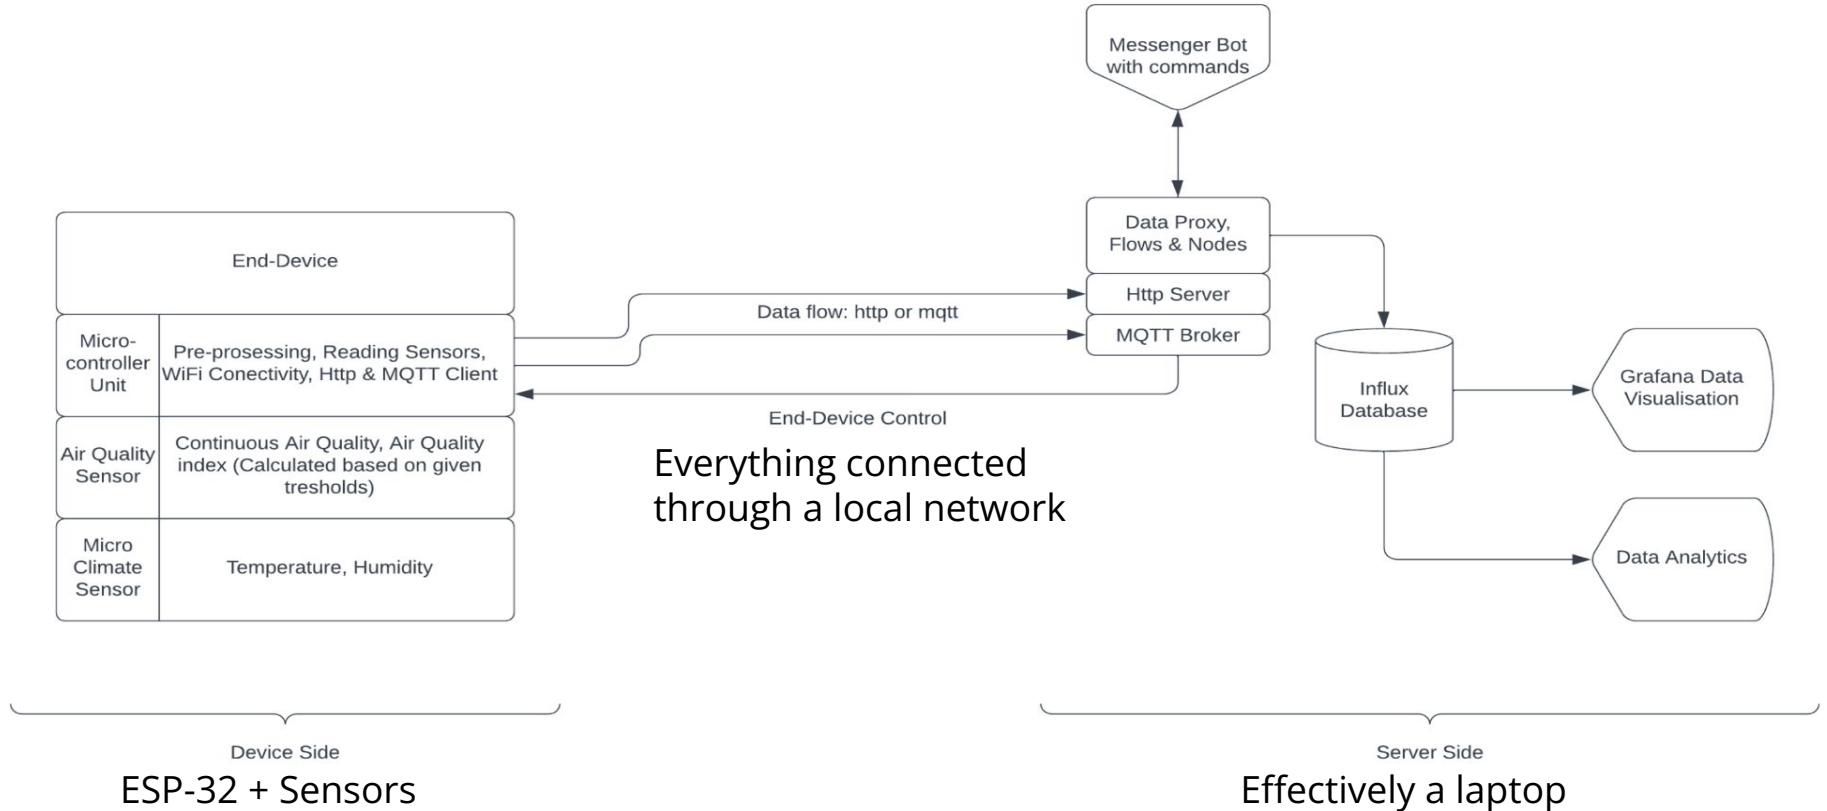 Messenger Bot
with commands
Data Proxy,
Flows & Nodes
Http Server
MQTT Broker
End-Device
Micro-
controller
Unit
Pre-prosessing, Reading Sensors,
WiFi Conectivity, Http & MQTT Client
Air Quality
Sensor
Continuous Air Quality, Air Quality
index (Calculated based on given
tresholds)
Micro
Climate
Sensor
Temperature, Humidity
Data flow: http or mqtt
End-Device Control
Everything connected
through a local network
Influx
Database
Grafana Data
Visualisation
Data Analytics
Device Side
ESP-32 + Sensors
Server Side
Effectively a laptop